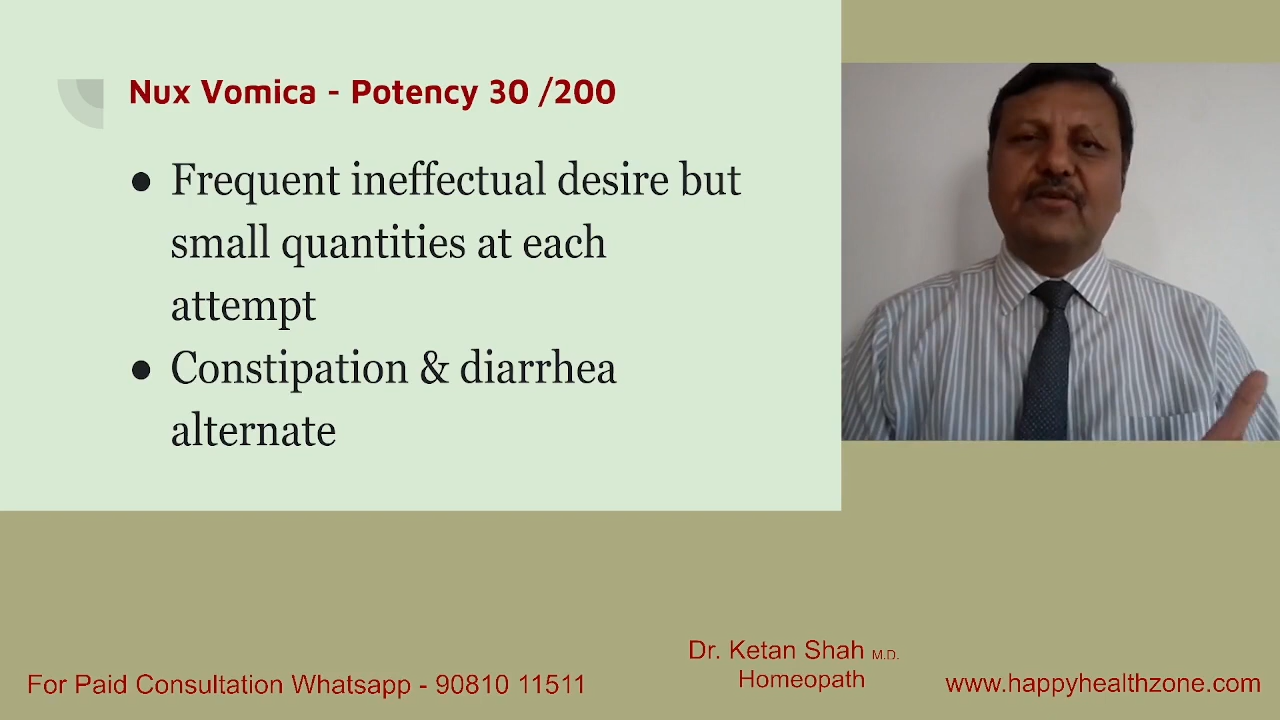 Nux Vomica - Potency 30 /200
● Frequent ineffectual desire but
small quantities at each
attempt
● Constipation & diarrhea
alternate
Dr. Ketan Shah M.D.
Homeopath
For Paid Consultation Whatsapp - 90810 11511
www.happyhealthzone.com